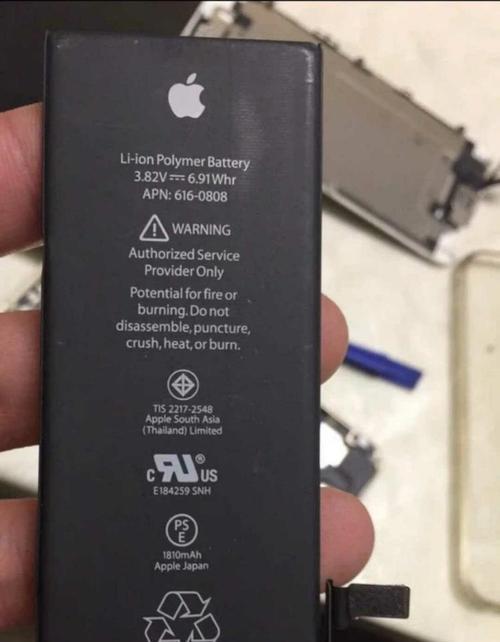 Li-ion Polymer Battery
3.82V⎓6.91Whr
APN: 616-0808
WARNING
Authorized Service
Provider Only
Potential for fire or
burning. Do not
disassemble, puncture,
crush, heat, or burn.
TIS 2217-2548
Apple South Asia
(Thailand) Limited
c RU® US
E184259 SNH
PS
E
1810mAh
Apple Japan